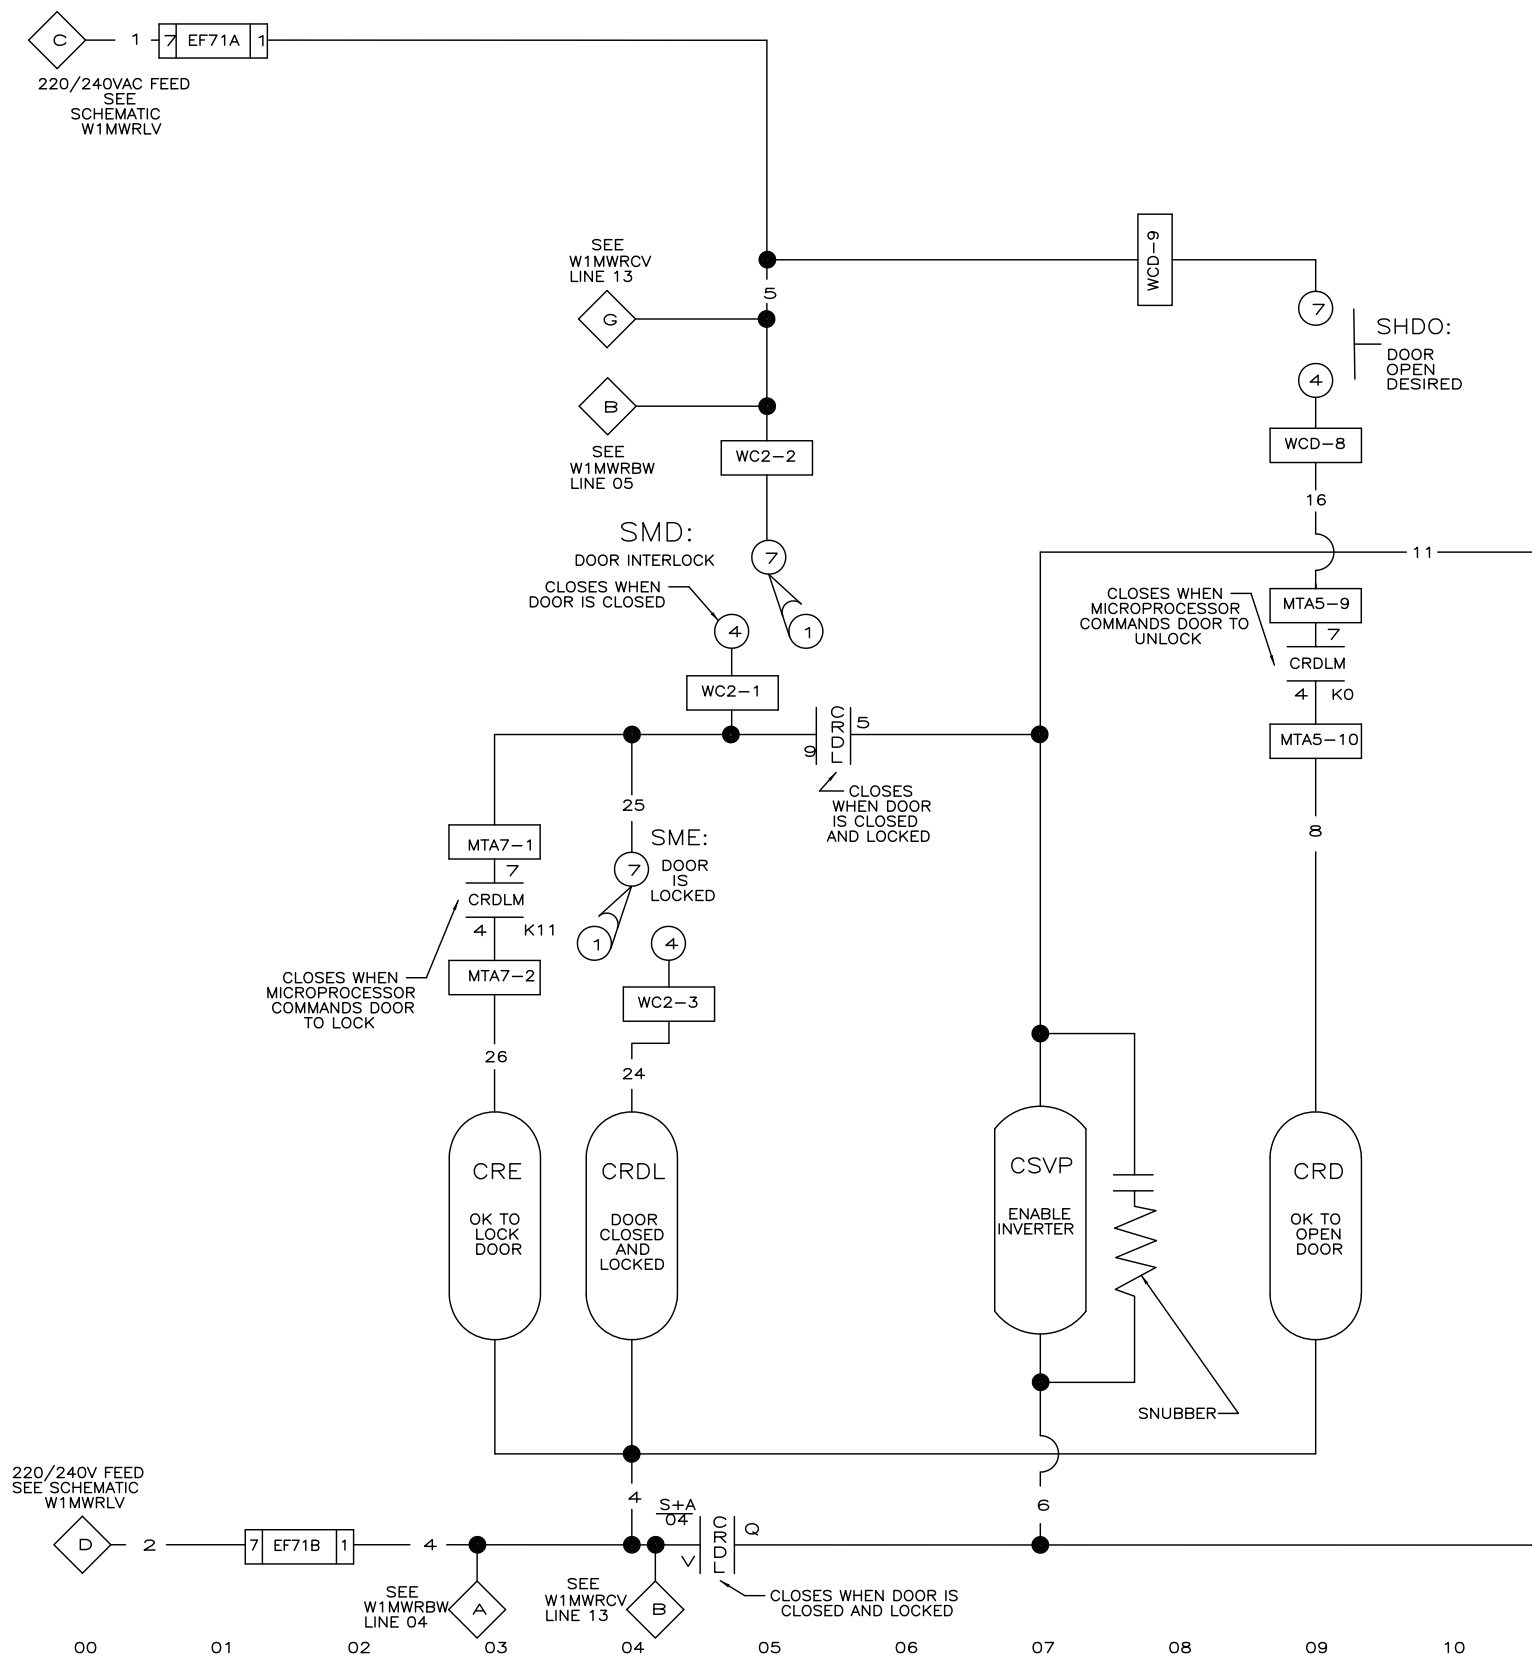 C
1
7
EF71A
1
220/240VAC FEED
SEE
SCHEMATIC
W1MWRLV
SEE
W1MWRCV
LINE 13
G
5
WCD-9
7
SHDO:
DOOR
OPEN
DESIRED
4
B
SEE
W1MWRBW
LINE 05
WC2-2
WCD-8
16
SMD:
DOOR INTERLOCK
7
CLOSES WHEN
DOOR IS CLOSED
4
1
11
CLOSES WHEN
MICROPROCESSOR
COMMANDS DOOR TO
UNLOCK
MTA5-9
7
CRDLM
4
K0
MTA5-10
WC2-1
9
CRDL
5
CLOSES
WHEN DOOR
IS CLOSED
AND LOCKED
25
8
MTA7-1
7
CRDLM
4
K11
MTA7-2
SME:
DOOR
IS
LOCKED
7
1
4
WC2-3
CLOSES WHEN
MICROPROCESSOR
COMMANDS DOOR
TO LOCK
26
24
CRE
OK TO
LOCK
DOOR
CRDL
DOOR
CLOSED
AND
LOCKED
CSVP
ENABLE
INVERTER
CRD
OK TO
OPEN
DOOR
SNUBBER
220/240V FEED
SEE SCHEMATIC
W1MWRLV
D
2
7
EF71B
1
4
4
S+A
04
V
CRDL
Q
6
SEE
W1MWRBW
LINE 04
A
SEE
W1MWRCV
LINE 13
B
CLOSES WHEN DOOR IS
CLOSED AND LOCKED
00 01 02 03 04 05 06 07 08 09 10